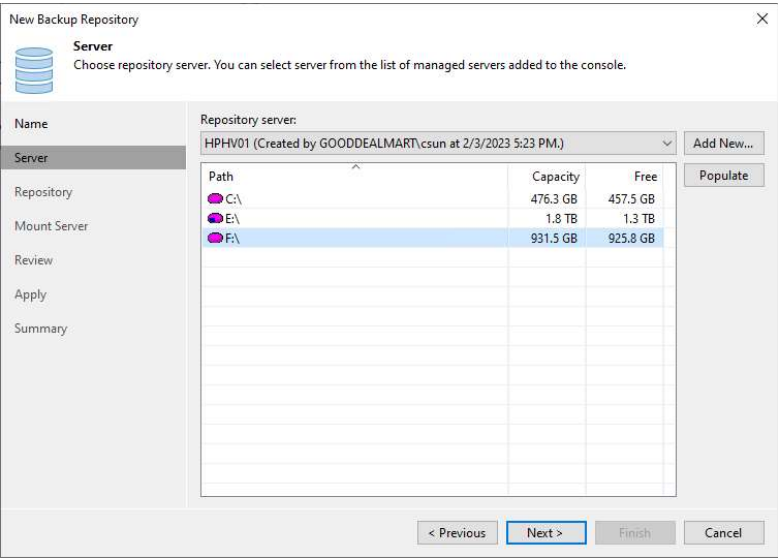 New Backup Repository
Server
Choose repository server. You can select server from the list of managed servers added to the console.
Name
Server
Repository
Mount Server
Review
Apply
Summary
Repository server:
HPHV01 (Created by GOODDEALMART\csun at 2/3/2023 5:23 PM.)
Add New...
Populate
Path Capacity Free
C:\ 476.3 GB 457.5 GB
E:\ 1.8 TB 1.3 TB
F:\ 931.5 GB 925.8 GB
< Previous
Next >
Finish
Cancel